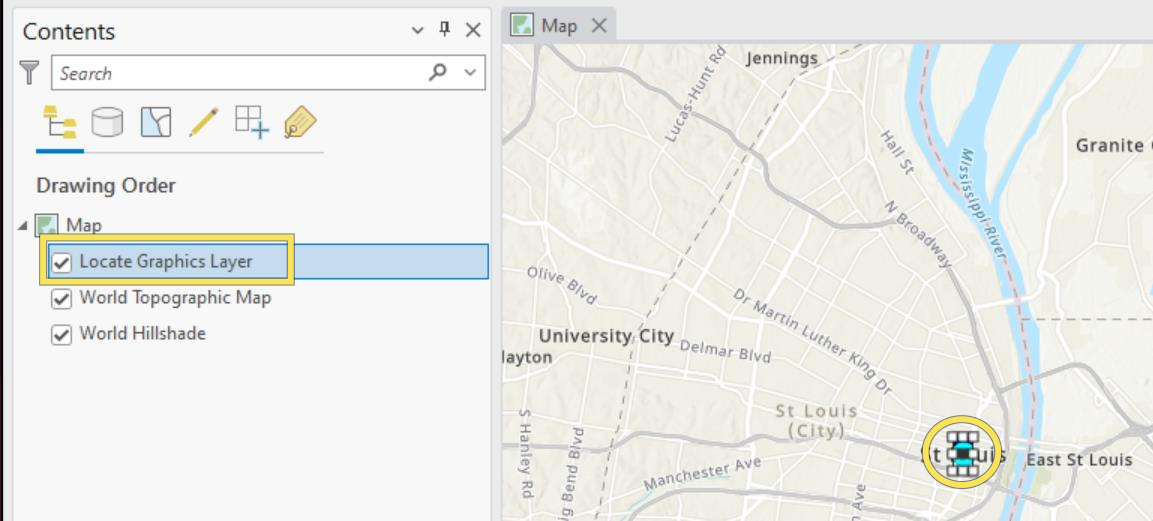 Contents
Search
Drawing Order
Map
Locate Graphics Layer
World Topographic Map
World Hillshade
Map
Jennings
Lucas-Hunt Rd
Hall St
Granite
Mississippi River
N Broadway
Olive Blvd
Dr Martin Luther King Dr
University City
Delmar Blvd
layton
St Louis
(City)
S Hanley Rd
ig Bend Blvd
St uis
East St Louis
Manchester Ave
n Ave